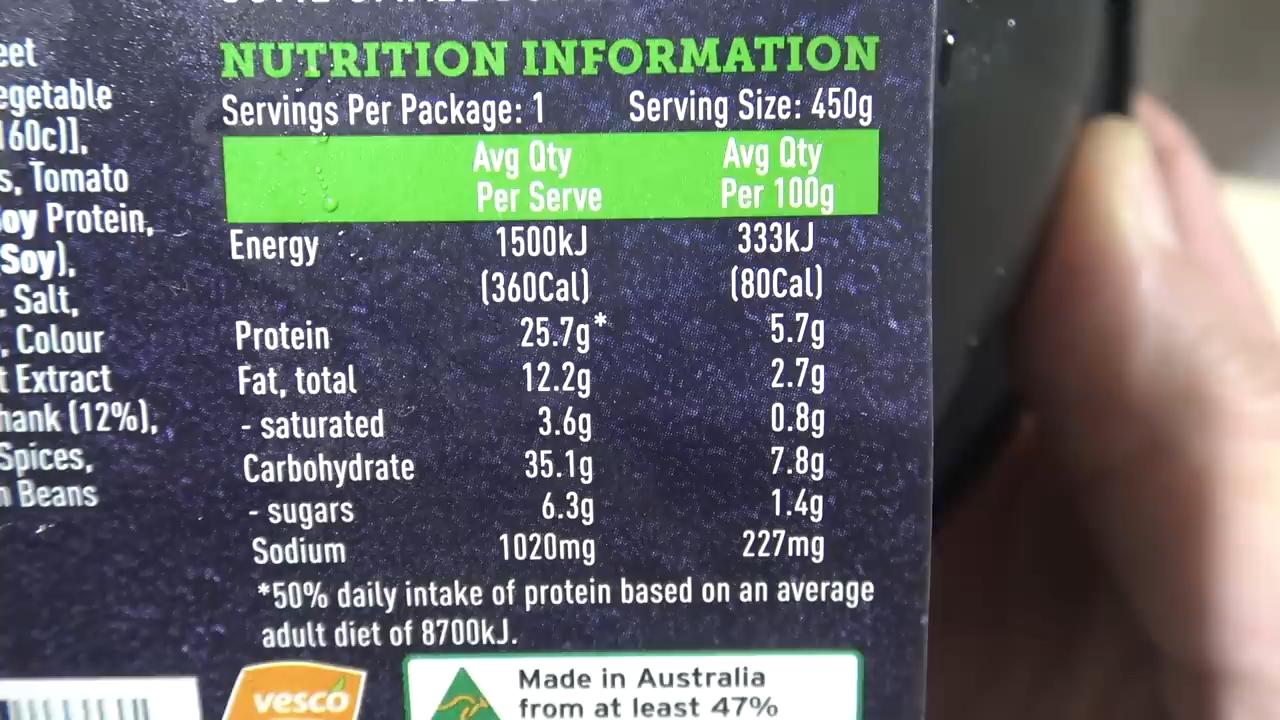 eet
egetable
160c)],
s, Tomato
oy Protein,
Soy),
, Salt,
, Colour
t Extract
hank (12%),
Spices,
n Beans
NUTRITION INFORMATION
Servings Per Package: 1 Serving Size: 450g
Avg Qty Avg Qty
Per Serve Per 100g
Energy 1500kJ 333kJ
(360Cal) (80Cal)
Protein 25.7g* 5.7g
Fat, total 12.2g 2.7g
- saturated 3.6g 0.8g
Carbohydrate 35.1g 7.8g
- sugars 6.3g 1.4g
Sodium 1020mg 227mg
*50% daily intake of protein based on an average
adult diet of 8700kJ.
vesco
Made in Australia
from at least 47%